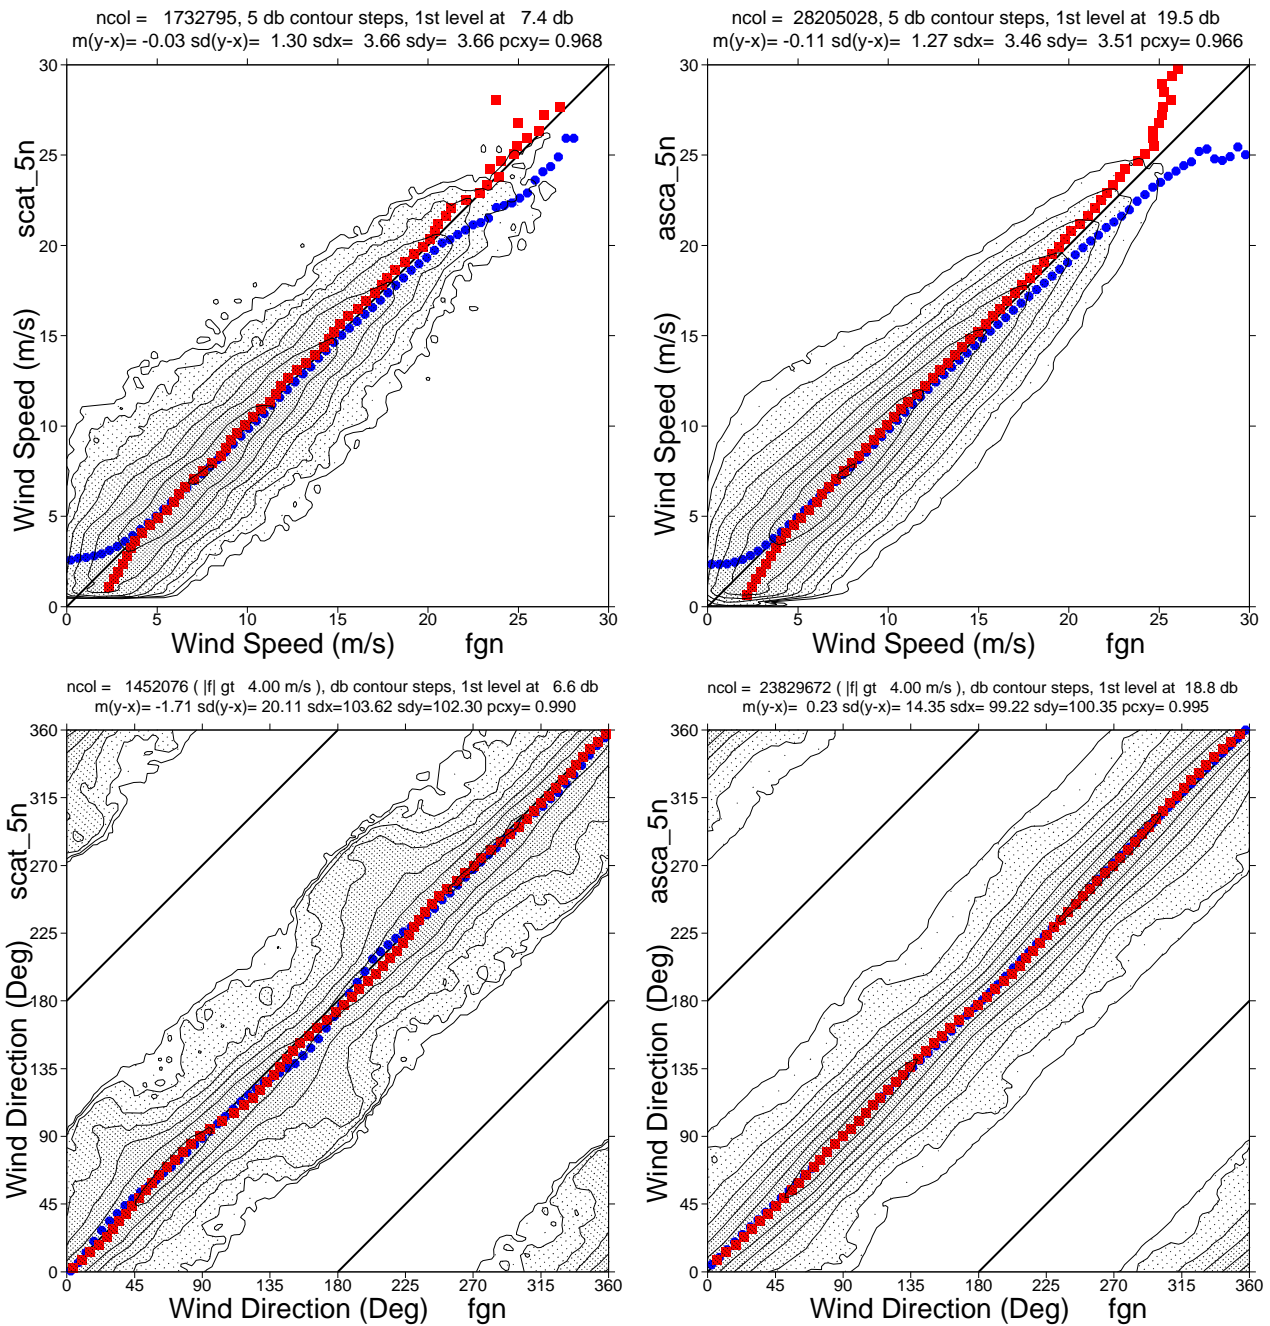 ncol = 1732795, 5 db contour steps, 1st level at 7.4 db
m(y-x)= -0.03 sd(y-x)= 1.30 sdx= 3.66 sdy= 3.66 pcxy= 0.968
30
25
20
15
10
5
0
Wind Speed (m/s) scat_5n
0 5 10 15 20 25 30
Wind Speed (m/s) fgn
ncol = 28205028, 5 db contour steps, 1st level at 19.5 db
m(y-x)= -0.11 sd(y-x)= 1.27 sdx= 3.46 sdy= 3.51 pcxy= 0.966
30
25
20
15
10
5
0
Wind Speed (m/s) asca_5n
0 5 10 15 20 25 30
Wind Speed (m/s) fgn
ncol = 1452076 ( |f| gt 4.00 m/s ), db contour steps, 1st level at 6.6 db
m(y-x)= -1.71 sd(y-x)= 20.11 sdx=103.62 sdy=102.30 pcxy= 0.990
360
315
270
225
180
135
90
45
0
Wind Direction (Deg) scat_5n
0 45 90 135 180 225 270 315 360
Wind Direction (Deg) fgn
ncol = 23829672 ( |f| gt 4.00 m/s ), db contour steps, 1st level at 18.8 db
m(y-x)= 0.23 sd(y-x)= 14.35 sdx= 99.22 sdy=100.35 pcxy= 0.995
360
315
270
225
180
135
90
45
0
Wind Direction (Deg) asca_5n
0 45 90 135 180 225 270 315 360
Wind Direction (Deg) fgn